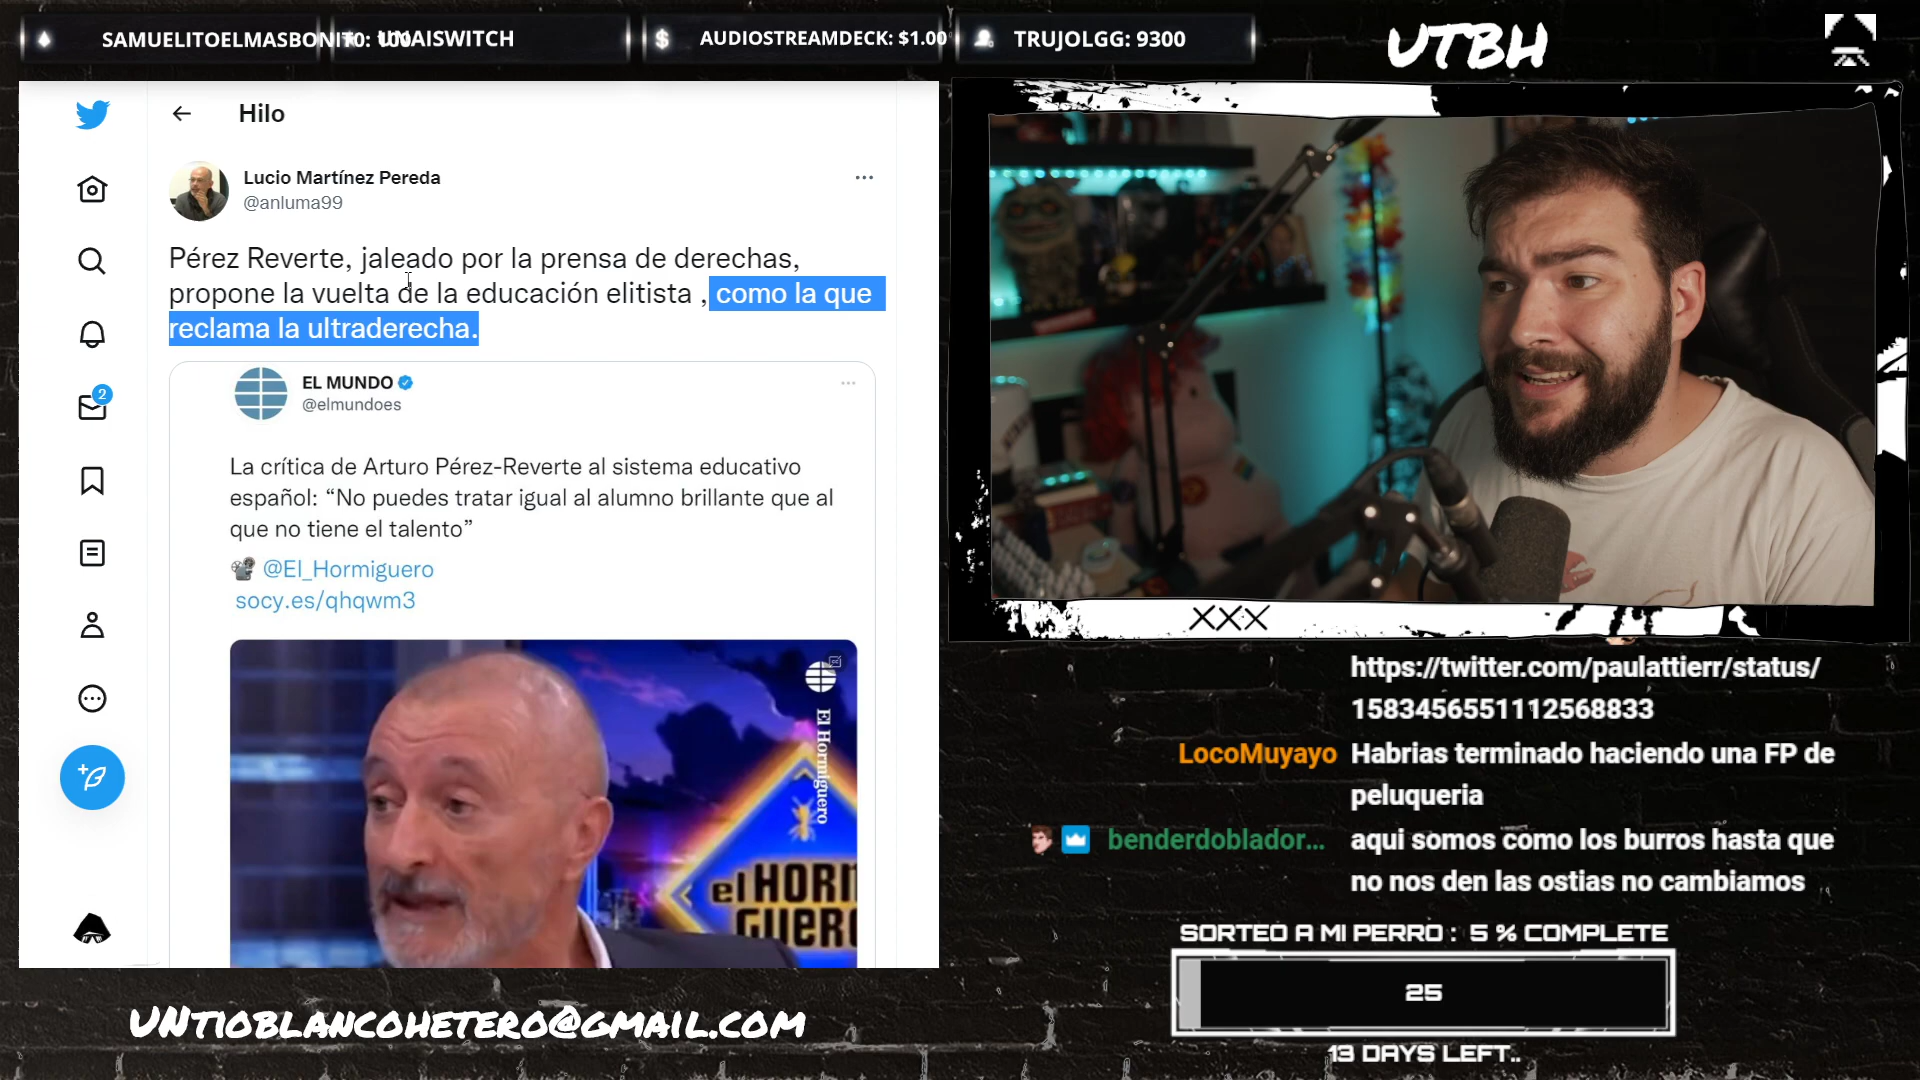 UNAISWITCH
AUDIOSTREAMDECK: $1.00
TRUJOLGG: 9300
UTBH
Hilo
Lucio Martínez Pereda
@anluma99
Pérez Reverte, jaleado por la prensa de derechas,
propone la vuelta de la educación elitista , como la que
reclama la ultraderecha.
2
EL MUNDO
@elmundoes
La crítica de Arturo Pérez-Reverte al sistema educativo
español: “No puedes tratar igual al alumno brillante que al
que no tiene el talento”
@El_Hormiguero
socy.es/qhqwm3
El Hormiguero
el HORM
GUERO
XXX
https://twitter.com/paulattierr/status/
1583456551112568833
LocoMuyayo Habrias terminado haciendo una FP de
peluqueria
benderdoblador... aqui somos como los burros hasta que
no nos den las ostias no cambiamos
SORTEO A MI PERRO : 5 % COMPLETE
25
13 DAYS LEFT..
UNTIOBLANCOHETERO@GMAIL.COM